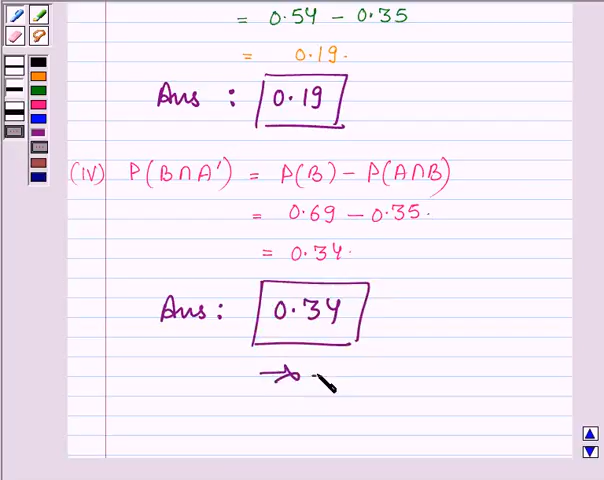 = 0.54 - 0.35
= 0.19.
Ans : 0.19
(IV) P(B∩A') = P(B) - P(A∩B)
= 0.69 - 0.35.
= 0.34.
Ans : 0.34
→